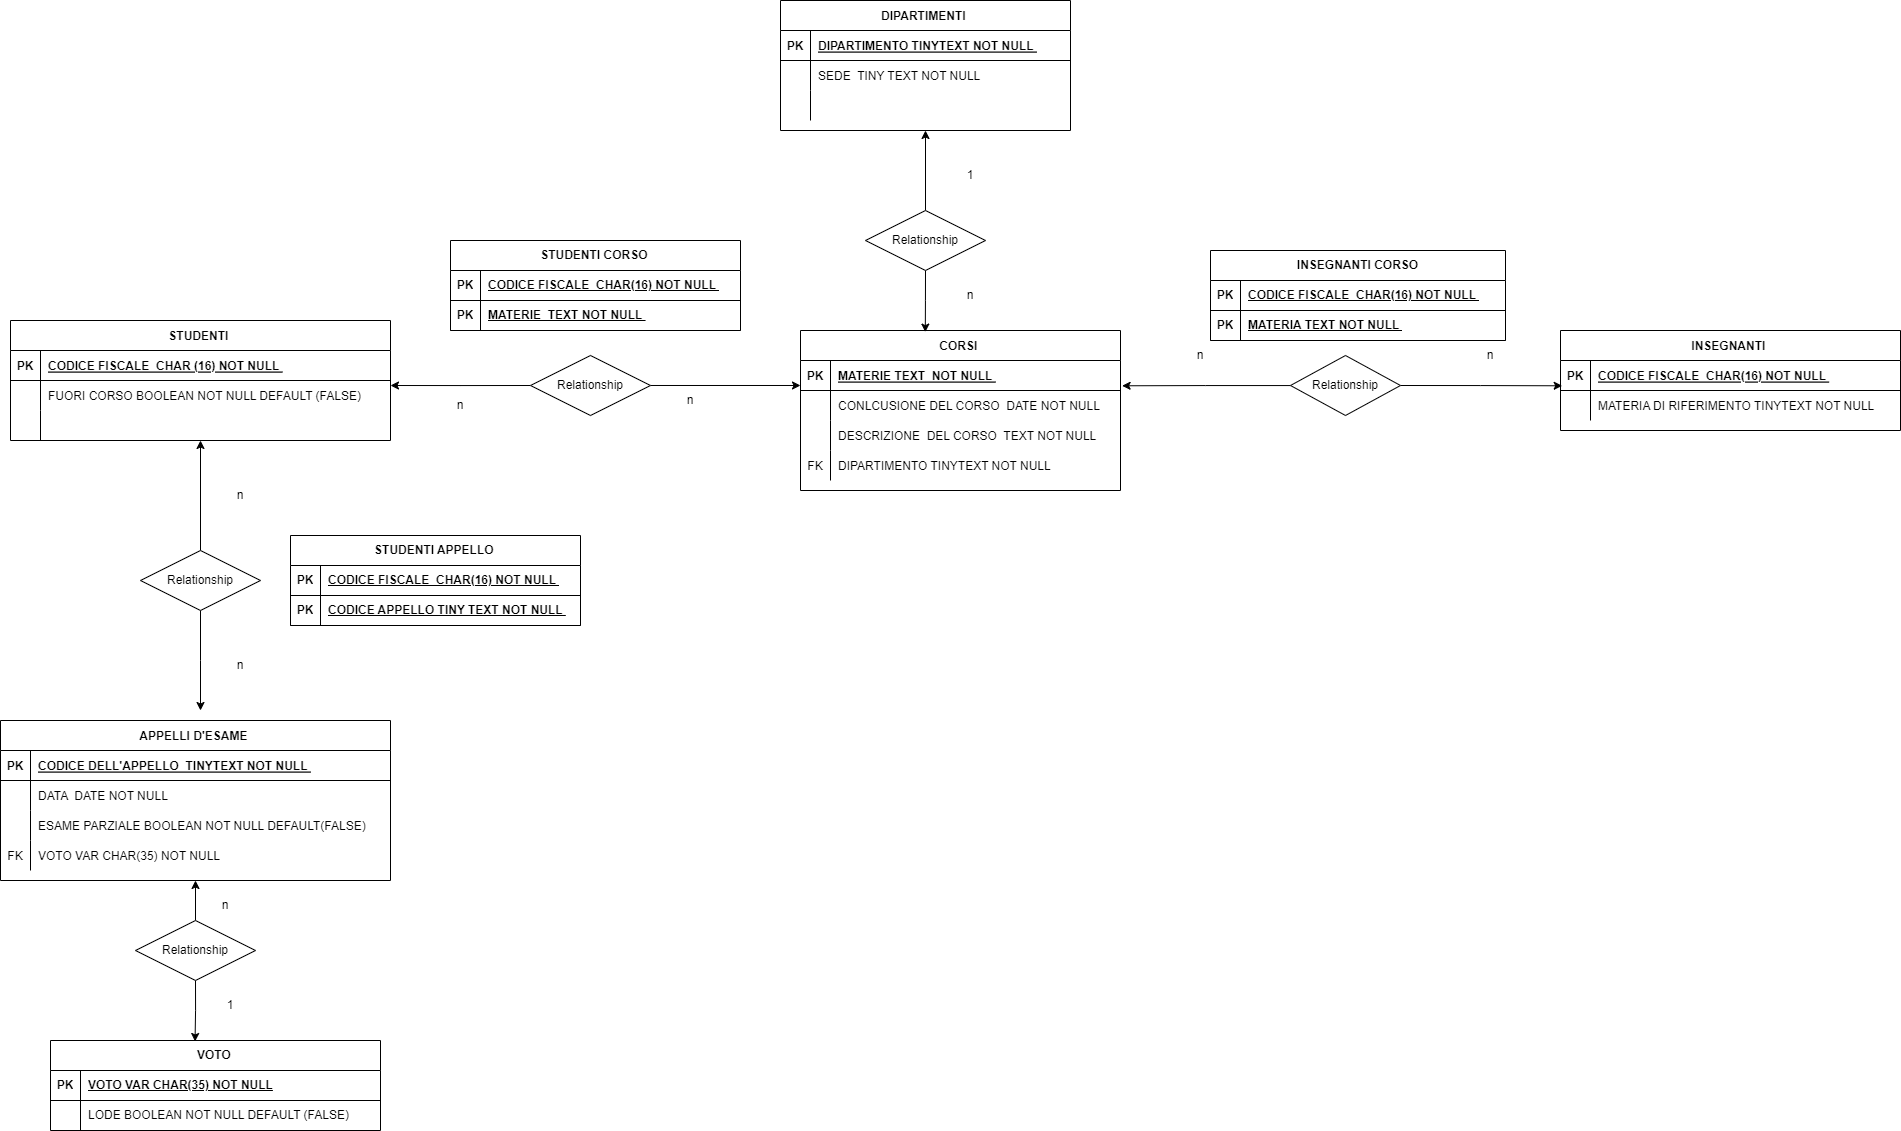 DIPARTIMENTI
PK DIPARTIMENTO TINYTEXT NOT NULL
SEDE TINY TEXT NOT NULL
1
Relationship
n
STUDENTI CORSO
PK CODICE FISCALE CHAR(16) NOT NULL
PK MATERIE TEXT NOT NULL
INSEGNANTI CORSO
PK CODICE FISCALE CHAR(16) NOT NULL
PK MATERIA TEXT NOT NULL
STUDENTI
PK CODICE FISCALE CHAR (16) NOT NULL
FUORI CORSO BOOLEAN NOT NULL DEFAULT (FALSE)
n
Relationship
n
CORSI
PK MATERIE TEXT NOT NULL
CONLCUSIONE DEL CORSO DATE NOT NULL
DESCRIZIONE DEL CORSO TEXT NOT NULL
FK DIPARTIMENTO TINYTEXT NOT NULL
n
Relationship
n
INSEGNANTI
PK CODICE FISCALE CHAR(16) NOT NULL
MATERIA DI RIFERIMENTO TINYTEXT NOT NULL
n
Relationship
n
STUDENTI APPELLO
PK CODICE FISCALE CHAR(16) NOT NULL
PK CODICE APPELLO TINY TEXT NOT NULL
APPELLI D'ESAME
PK CODICE DELL'APPELLO TINYTEXT NOT NULL
DATA DATE NOT NULL
ESAME PARZIALE BOOLEAN NOT NULL DEFAULT(FALSE)
FK VOTO VAR CHAR(35) NOT NULL
n
Relationship
1
VOTO
PK VOTO VAR CHAR(35) NOT NULL
LODE BOOLEAN NOT NULL DEFAULT (FALSE)